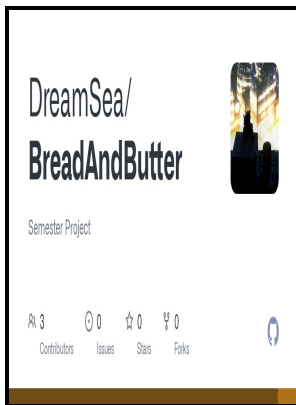 DreamSea/
BreadAndButter
Semester Project
3 0 0 0
Contributors Issues Stars Forks